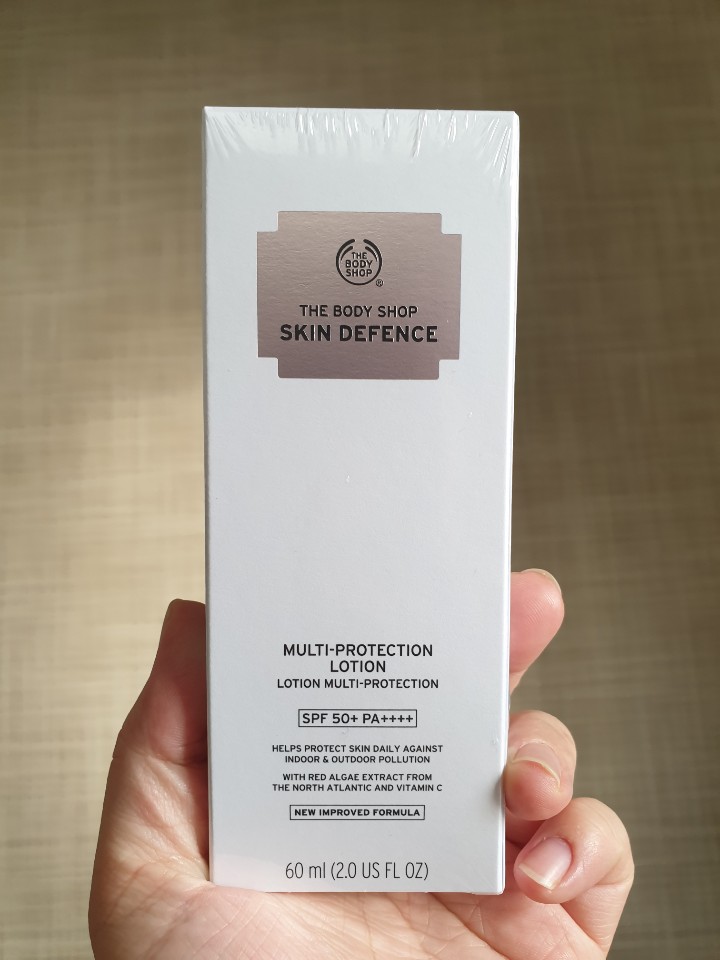 THE
BODY
SHOP
®
THE BODY SHOP
SKIN DEFENCE
MULTI-PROTECTION
LOTION
LOTION MULTI-PROTECTION
SPF 50+ PA++++
HELPS PROTECT SKIN DAILY AGAINST
INDOOR & OUTDOOR POLLUTION
WITH RED ALGAE EXTRACT FROM
THE NORTH ATLANTIC AND VITAMIN C
NEW IMPROVED FORMULA
60 ml (2.0 US FL OZ)